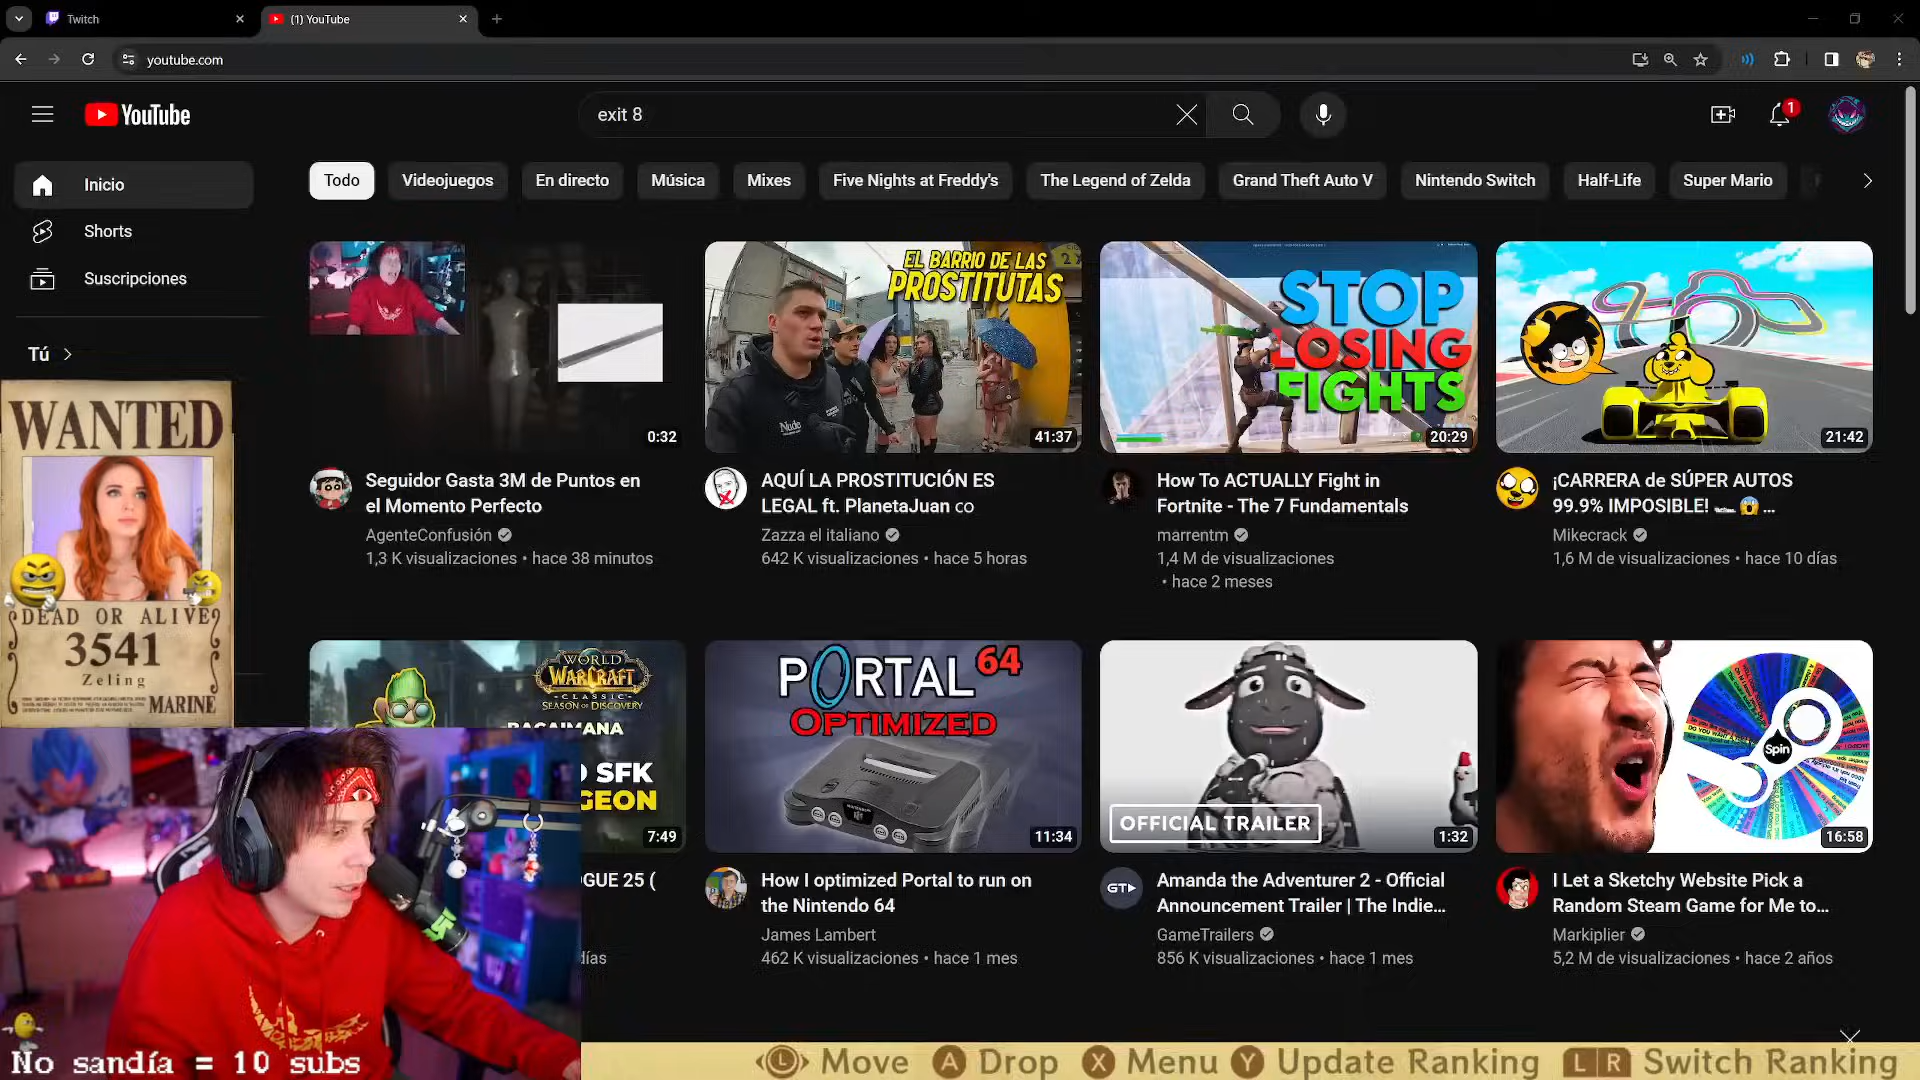 Twitch
(1) YouTube
youtube.com
YouTube
exit 8
1
Inicio
Shorts
Suscripciones
Tú
Todo
Videojuegos
En directo
Música
Mixes
Five Nights at Freddy's
The Legend of Zelda
Grand Theft Auto V
Nintendo Switch
Half-Life
Super Mario
0:32
EL BARRIO DE LAS
PROSTITUTAS
Nude
41:37
STOP
LOSING
FIGHTS
20:29
21:42
Seguidor Gasta 3M de Puntos en
el Momento Perfecto
AgenteConfusión
1,3 K visualizaciones • hace 38 minutos
AQUÍ LA PROSTITUCIÓN ES
LEGAL ft. PlanetaJuan co
Zazza el italiano
642 K visualizaciones • hace 5 horas
How To ACTUALLY Fight in
Fortnite - The 7 Fundamentals
marrentm
1,4 M de visualizaciones
• hace 2 meses
¡CARRERA de SÚPER AUTOS
99.9% IMPOSIBLE! 🏎️😱...
Mikecrack
1,6 M de visualizaciones • hace 10 días
WANTED
DEAD OR ALIVE
3541
Zeling
MARINE
WORLD
WARCRAFT
CLASSIC
SEASON OF DISCOVERY
BAGAIMANA
SFK
GEON
7:49
PORTAL 64
OPTIMIZED
11:34
OFFICIAL TRAILER
1:32
Spin
16:58
OGUE 25 (
días
How I optimized Portal to run on
the Nintendo 64
James Lambert
462 K visualizaciones • hace 1 mes
GT
Amanda the Adventurer 2 - Official
Announcement Trailer | The Indie...
GameTrailers
856 K visualizaciones • hace 1 mes
I Let a Sketchy Website Pick a
Random Steam Game for Me to...
Markiplier
5,2 M de visualizaciones • hace 2 años
No sandía = 10 subs
L Move A Drop X Menu Y Update Ranking L R Switch Ranking